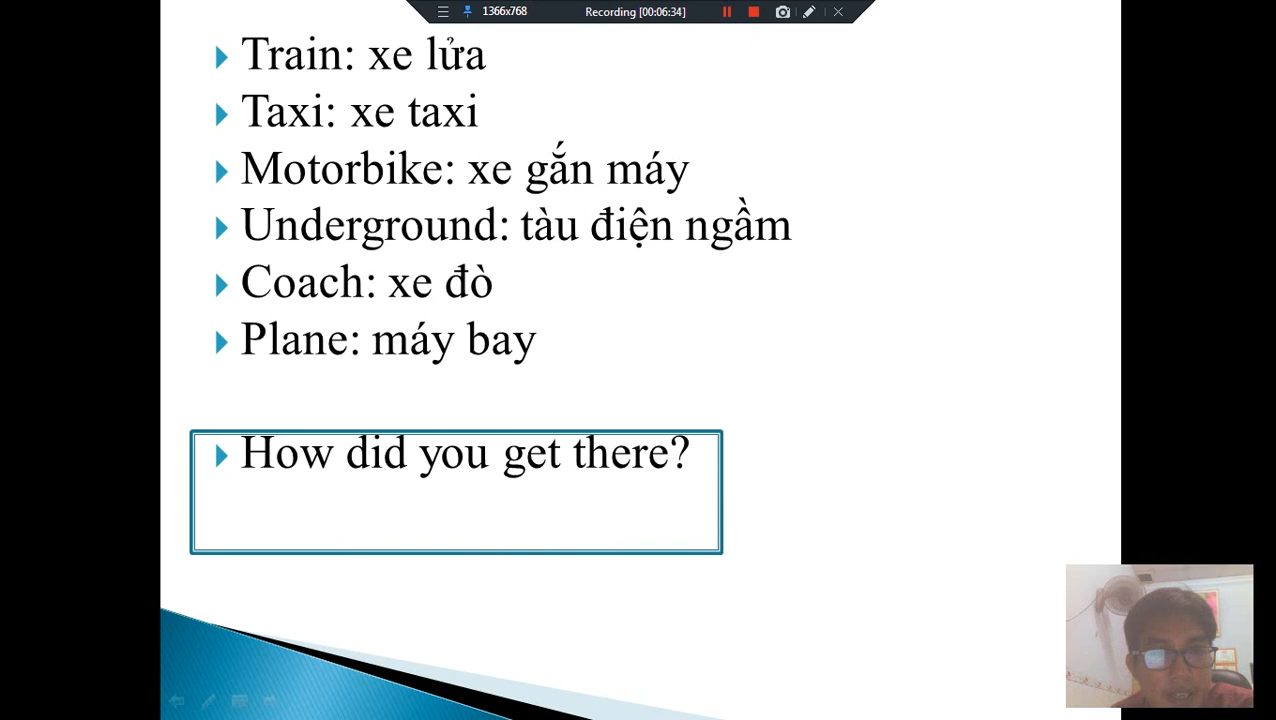 1366x768
Recording [00:06:34]
Train: xe lửa
Taxi: xe taxi
Motorbike: xe gắn máy
Underground: tàu điện ngầm
Coach: xe đò
Plane: máy bay
How did you get there?